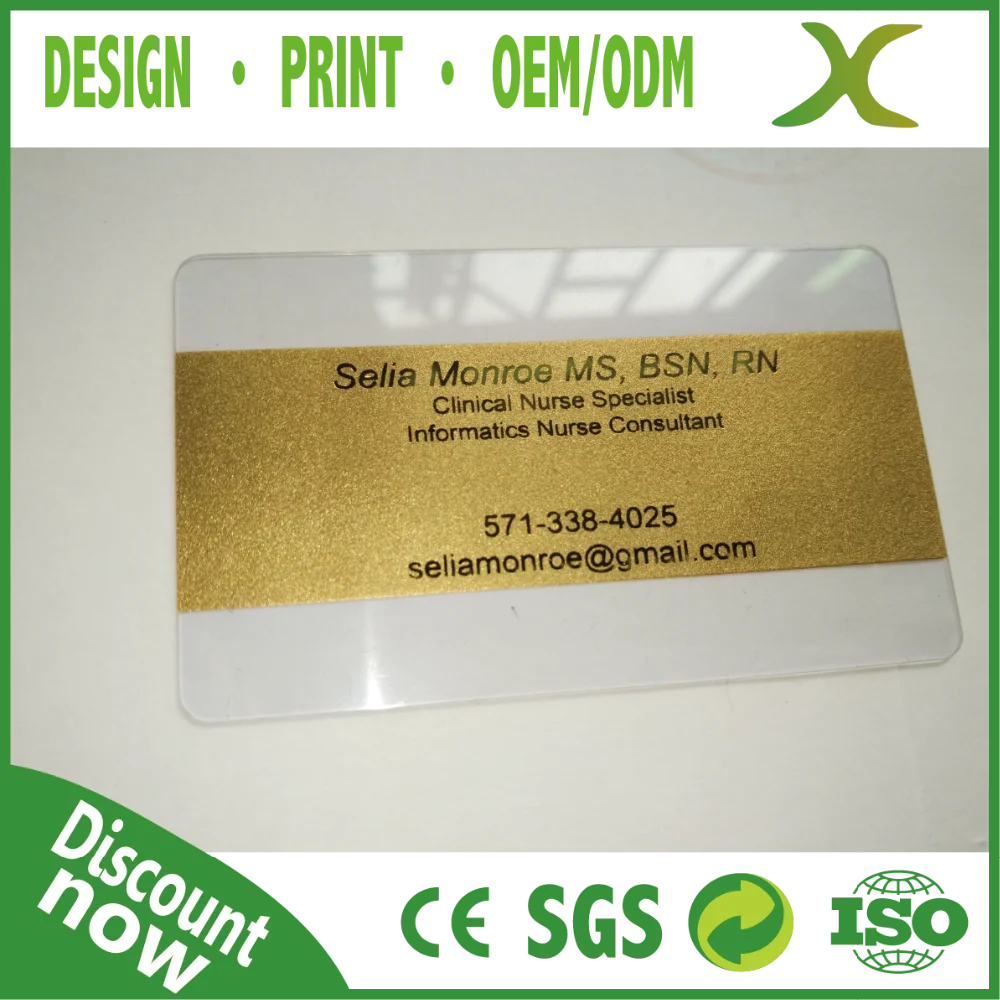 DESIGN • PRINT • OEM/ODM
Selia Monroe MS, BSN, RN
Clinical Nurse Specialist
Informatics Nurse Consultant
571-338-4025
seliamonroe@gmail.com
Discount
now
CE SGS ISO